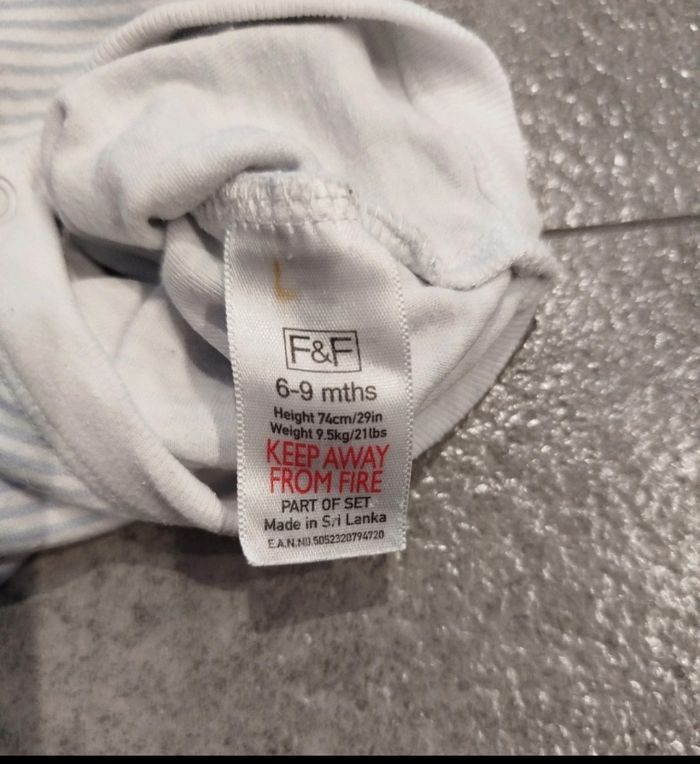 L
F&F
6-9 mths
Height 74cm/29in
Weight 9.5kg/21lbs
KEEP AWAY
FROM FIRE
PART OF SET
Made in Sri Lanka
E.A.N.NO.5052320794720